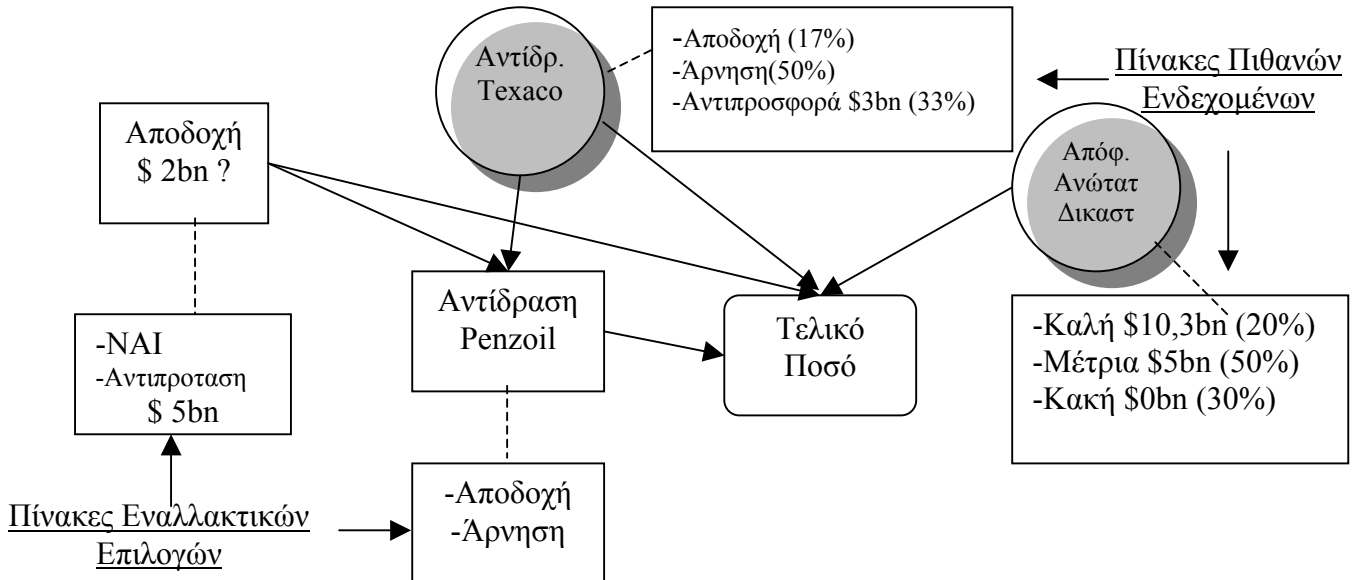 Αντίδρ.
Texaco
-Αποδοχή (17%)
-Άρνηση(50%)
-Αντιπροσφορά $3bn (33%)
Πίνακες Πιθανών
Ενδεχομένων
Αποδοχή
$ 2bn ?
Απόφ.
Ανώτατ
Δικαστ
Αντίδραση
Penzoil
Τελικό
Ποσό
-ΝΑΙ
-Αντιπροταση
$ 5bn
-Καλή $10,3bn (20%)
-Μέτρια $5bn (50%)
-Κακή $0bn (30%)
Πίνακες Εναλλακτικών
Επιλογών
-Αποδοχή
-Άρνηση